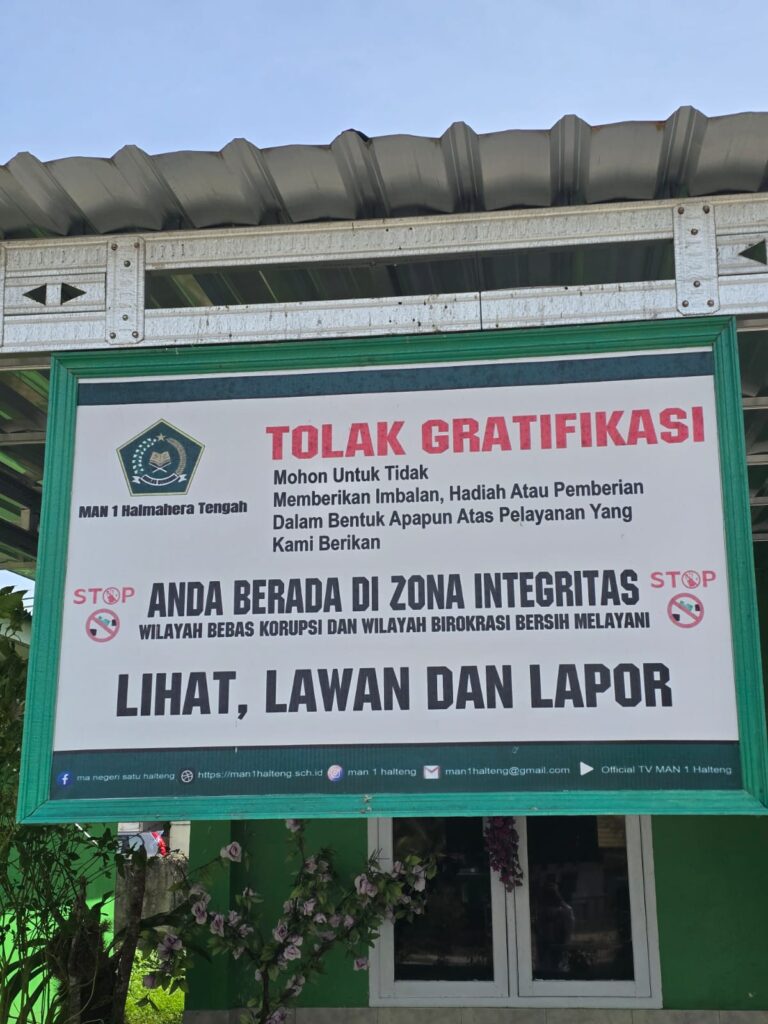 TOLAK GRATIFIKASI
Mohon Untuk Tidak
Memberikan Imbalan, Hadiah Atau Pemberian
Dalam Bentuk Apapun Atas Pelayanan Yang
Kami Berikan
MAN 1 Halmahera Tengah
STOP
ANDA BERADA DI ZONA INTEGRITAS
STOP
WILAYAH BEBAS KORUPSI DAN WILAYAH BIROKRASI BERSIH MELAYANI
LIHAT, LAWAN DAN LAPOR
ma negeri satu halteng https://man1halteng.sch.id man 1 halteng man1halteng@gmail.com Official TV MAN 1 Halteng